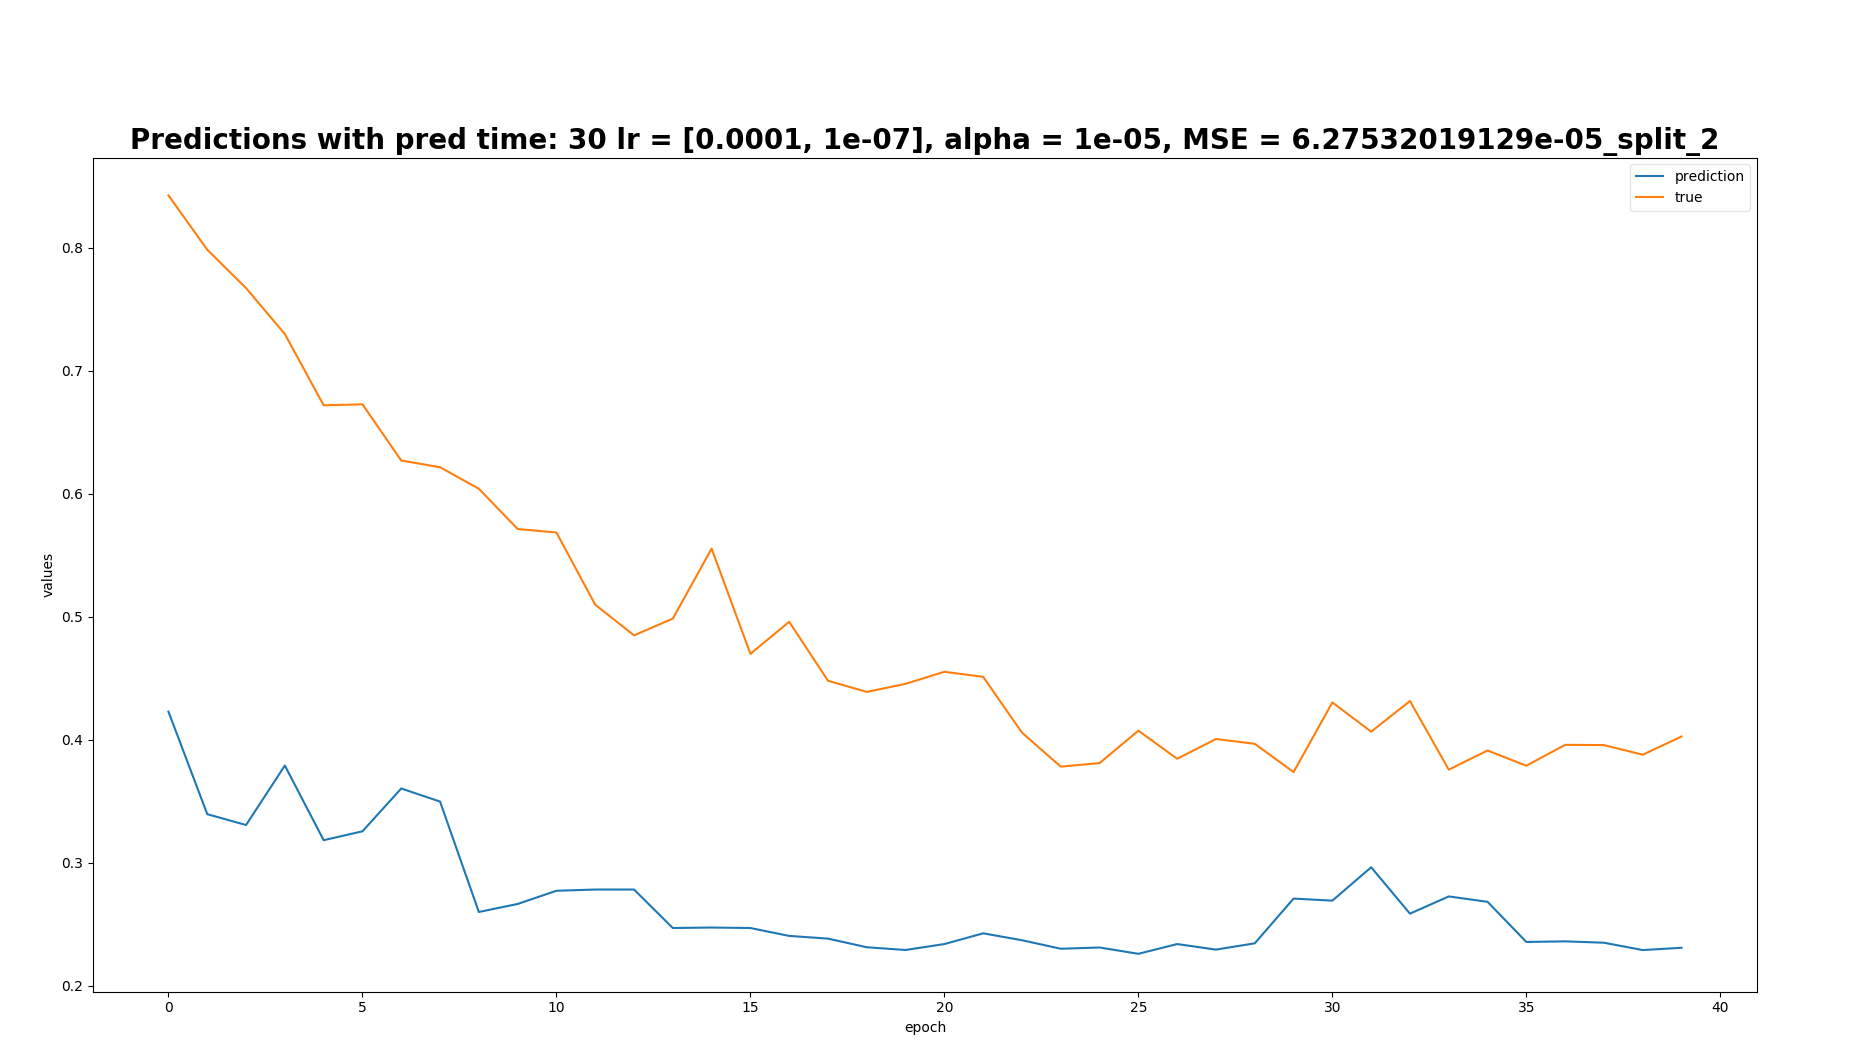 Predictions with pred time: 30 lr = [0.0001, 1e-07], alpha = 1e-05, MSE = 6.27532019129e-05_split_2
prediction
true
0.8
0.7
0.6
0.5
0.4
0.3
0.2
values
0 5 10 15 20 25 30 35 40
epoch